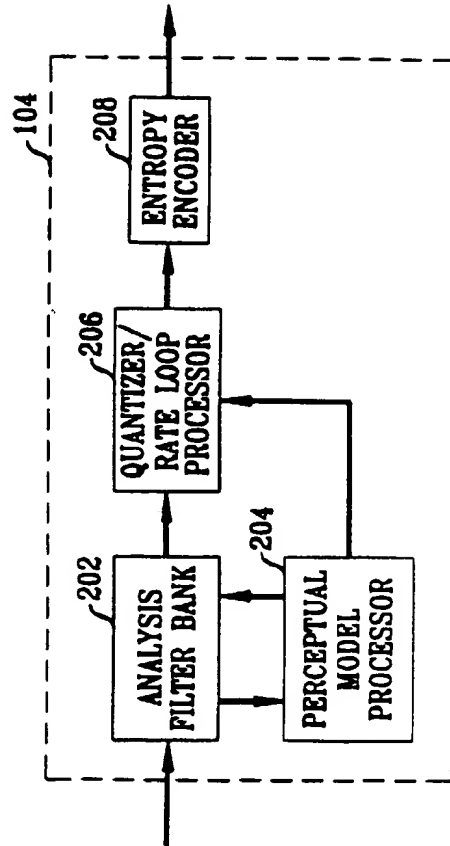 104
202
ANALYSIS
FILTER BANK
206
QUANTIZER/
RATE LOOP
PROCESSOR
208
ENTROPY
ENCODER
204
PERCEPTUAL
MODEL
PROCESSOR